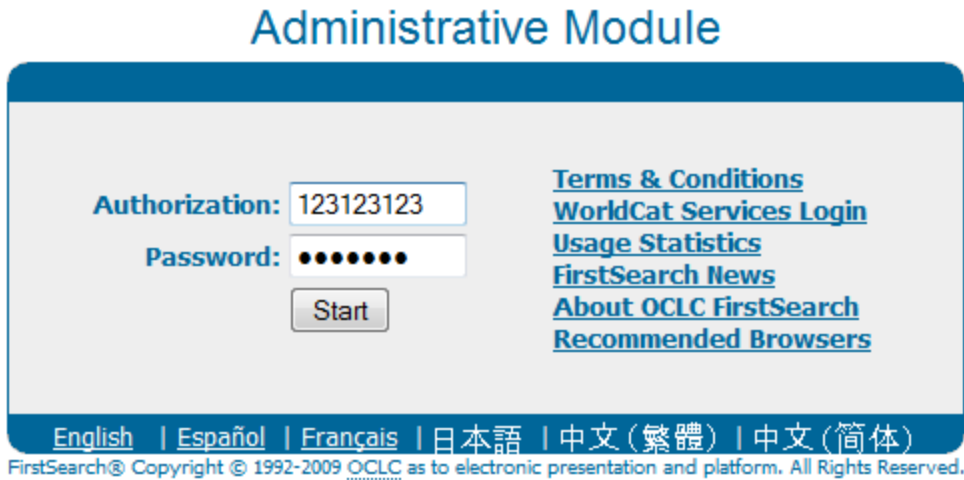 Administrative Module
Authorization: 123123123
Password: •••••••
Start
Terms & Conditions
WorldCat Services Login
Usage Statistics
FirstSearch News
About OCLC FirstSearch
Recommended Browsers
English | Español | Français | 日本語 | 中文(繁體) | 中文(简体)
FirstSearch® Copyright © 1992-2009 OCLC as to electronic presentation and platform. All Rights Reserved.